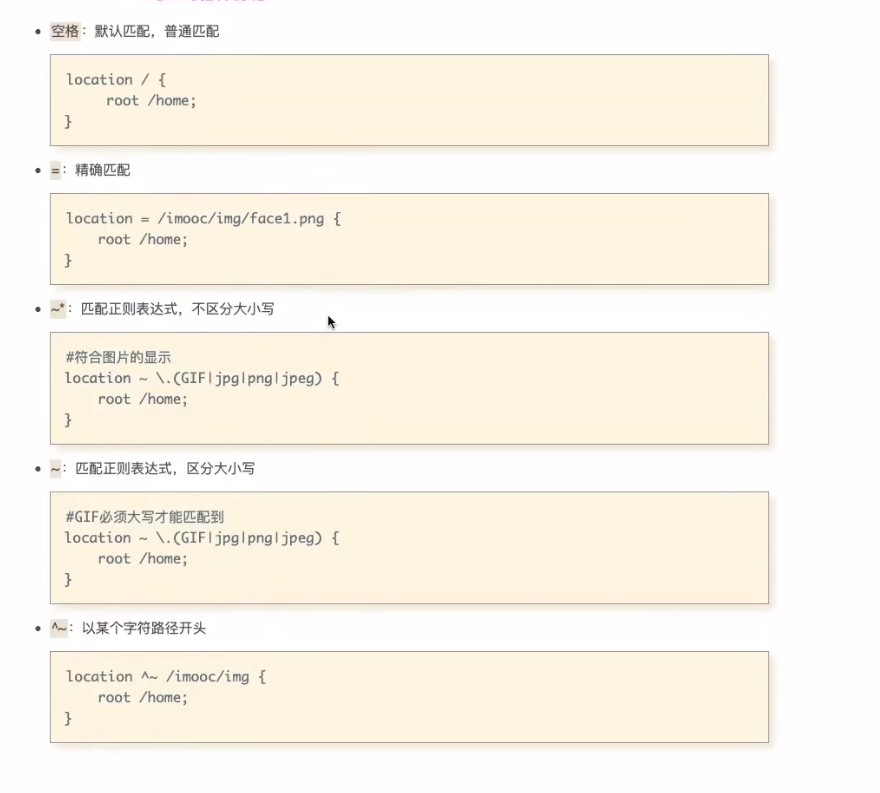 空格：默认匹配，普通匹配
location / {
root /home;
}
=：精确匹配
location = /imooc/img/face1.png {
root /home;
}
~*：匹配正则表达式，不区分大小写
#符合图片的显示
location ~ \.(GIF|jpg|png|jpeg) {
root /home;
}
~：匹配正则表达式，区分大小写
#GIF必须大写才能匹配到
location ~ \.(GIF|jpg|png|jpeg) {
root /home;
}
^~：以某个字符路径开头
location ^~ /imooc/img {
root /home;
}